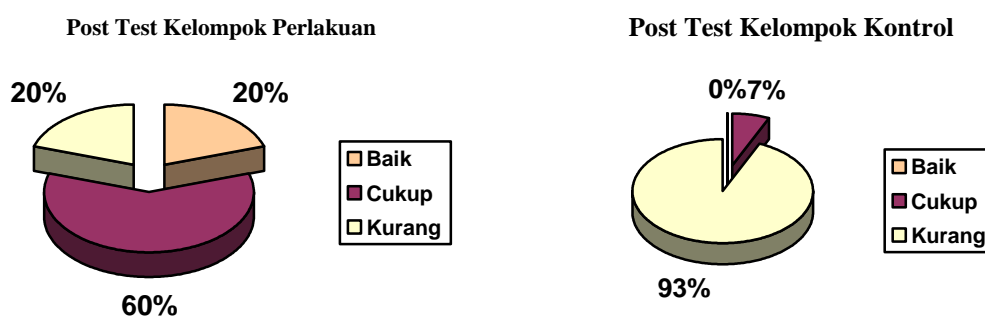 Post Test Kelompok Perlakuan
20%
20%
60%
Baik
Cukup
Kurang
Post Test Kelompok Kontrol
0%
7%
93%
Baik
Cukup
Kurang